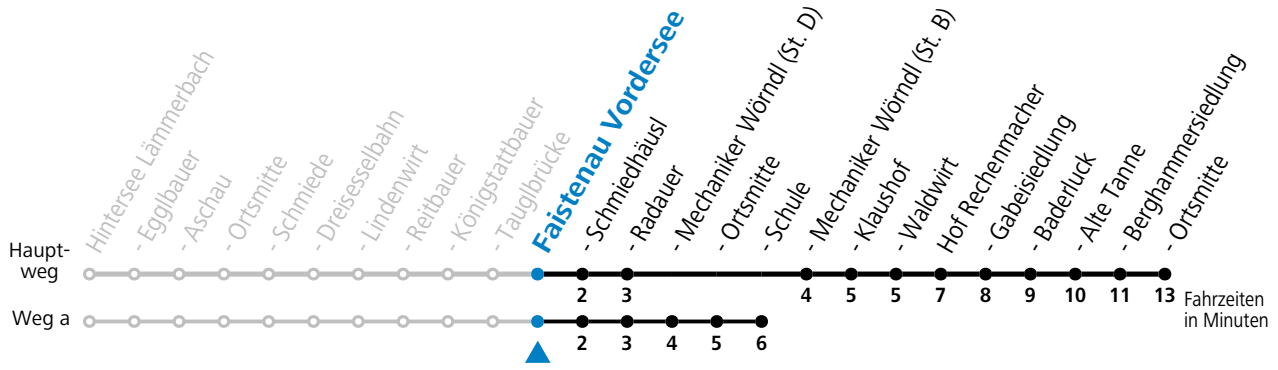 Hintersee Lämmerbach
- Egglbauer
- Aschau
- Ortsmitte
- Schmiede
- Dreisesselbahn
- Lindenwirt
- Reitbauer
- Königstattbauer
- Tauglbrücke
Faistenau Vordersee
- Schmiedhäusl
- Radauer
- Mechaniker Wörndl (St. D)
- Ortsmitte
- Schule
- Mechaniker Wörndl (St. B)
- Klaushof
- Waldwirt
Hof Rechenmacher
- Gabeisiedlung
- Baderluck
- Alte Tanne
- Berghammersiedlung
- Ortsmitte
Haupt-
weg
2 3 4 5 5 7 8 9 10 11 13
Fahrzeiten
in Minuten
Weg a
2 3 4 5 6